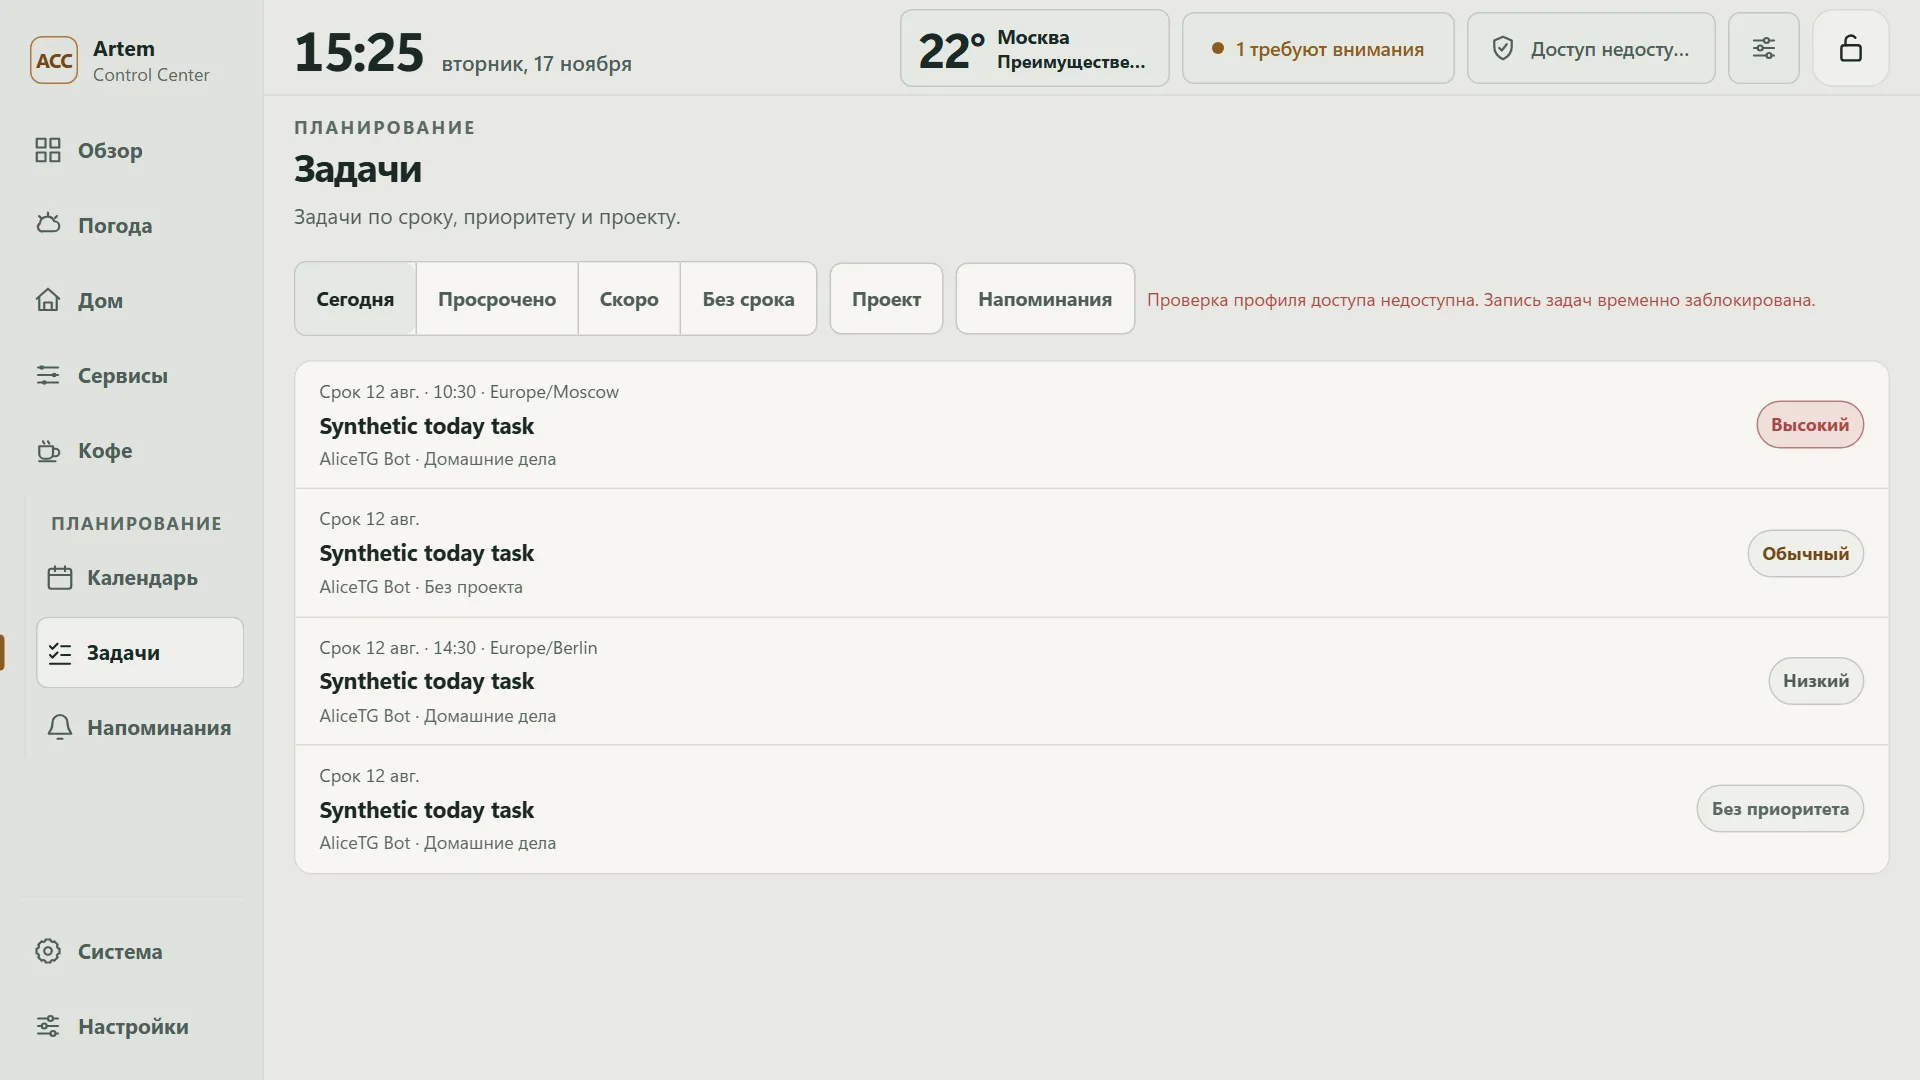 ACC
Artem
Control Center
Обзор
Погода
Дом
Сервисы
Кофе
ПЛАНИРОВАНИЕ
Календарь
Задачи
Напоминания
Система
Настройки
15:25 вторник, 17 ноября
22°
Москва
Преимуществе...
1 требуют внимания
Доступ недосту...
ПЛАНИРОВАНИЕ
Задачи
Задачи по сроку, приоритету и проекту.
Сегодня
Просрочено
Скоро
Без срока
Проект
Напоминания
Проверка профиля доступа недоступна. Запись задач временно заблокирована.
Срок 12 авг. · 10:30 · Europe/Moscow
Synthetic today task
AliceTG Bot · Домашние дела
Высокий
Срок 12 авг.
Synthetic today task
AliceTG Bot · Без проекта
Обычный
Срок 12 авг. · 14:30 · Europe/Berlin
Synthetic today task
AliceTG Bot · Домашние дела
Низкий
Срок 12 авг.
Synthetic today task
AliceTG Bot · Домашние дела
Без приоритета